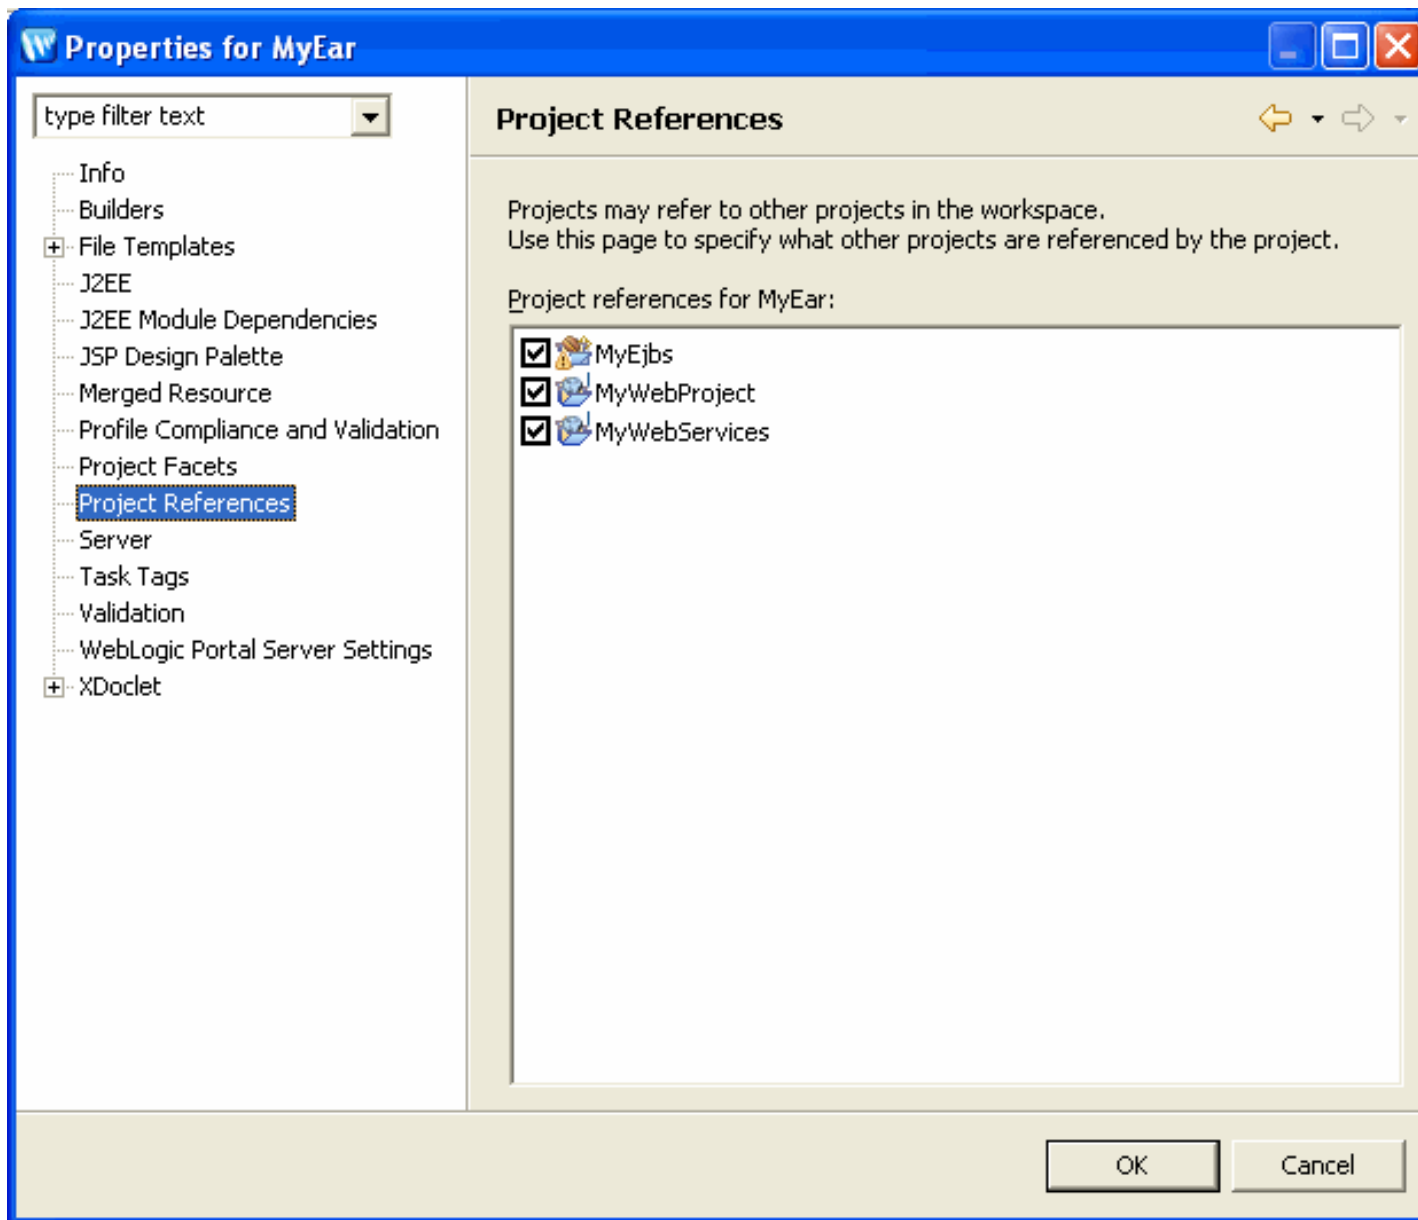 Properties for MyEar
type filter text
Info
Builders
File Templates
J2EE
J2EE Module Dependencies
JSP Design Palette
Merged Resource
Profile Compliance and Validation
Project Facets
Project References
Server
Task Tags
Validation
WebLogic Portal Server Settings
XDoclet
Project References
Projects may refer to other projects in the workspace.
Use this page to specify what other projects are referenced by the project.
Project references for MyEar:
MyEjbs
MyWebProject
MyWebServices
OK
Cancel